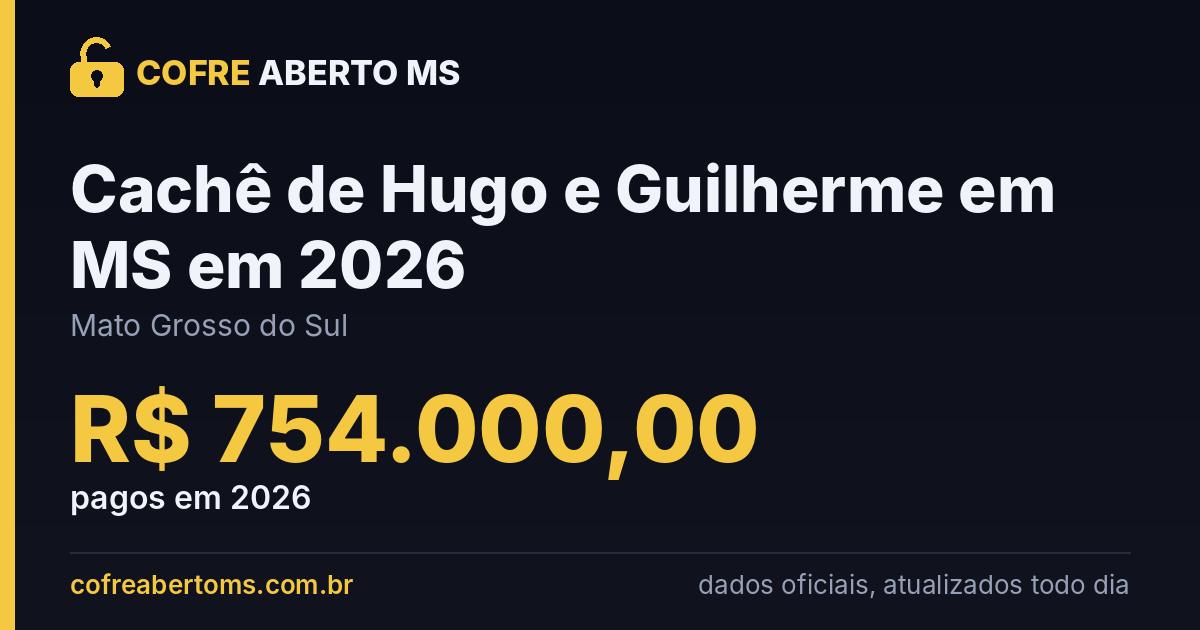 COFRE ABERTO MS
Cachê de Hugo e Guilherme em
MS em 2026
Mato Grosso do Sul
R$ 754.000,00
pagos em 2026
cofreabertoms.com.br
dados oficiais, atualizados todo dia